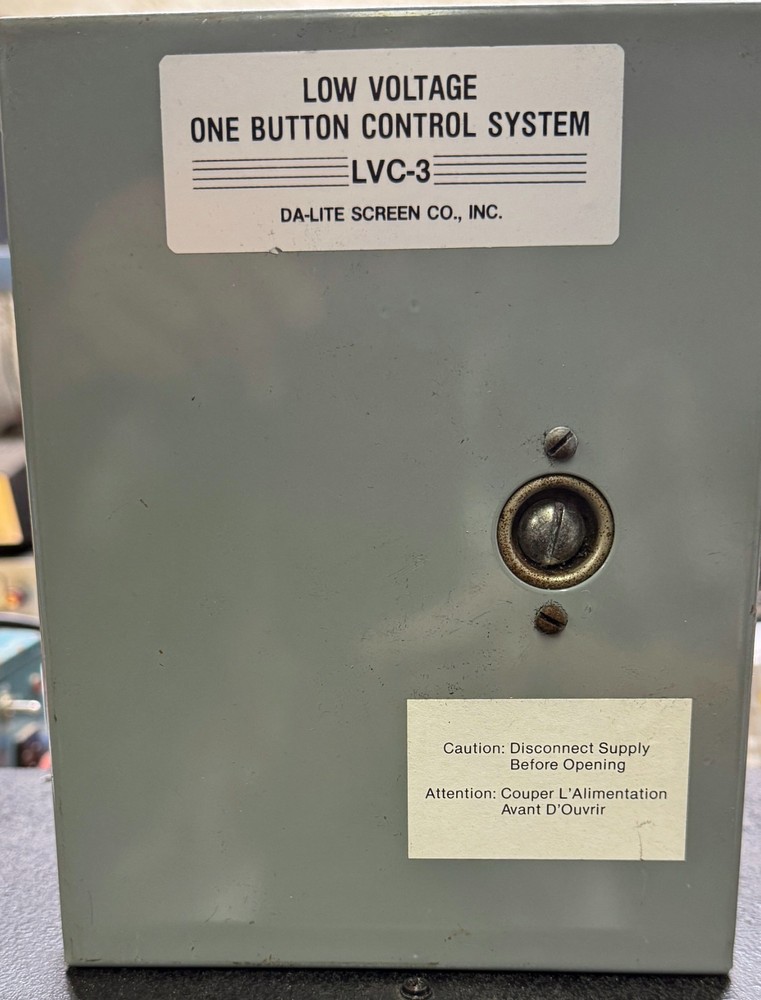 LOW VOLTAGE
ONE BUTTON CONTROL SYSTEM
LVC-3
DA-LITE SCREEN CO., INC.
Caution: Disconnect Supply
Before Opening
Attention: Couper L'Alimentation
Avant D'Ouvrir